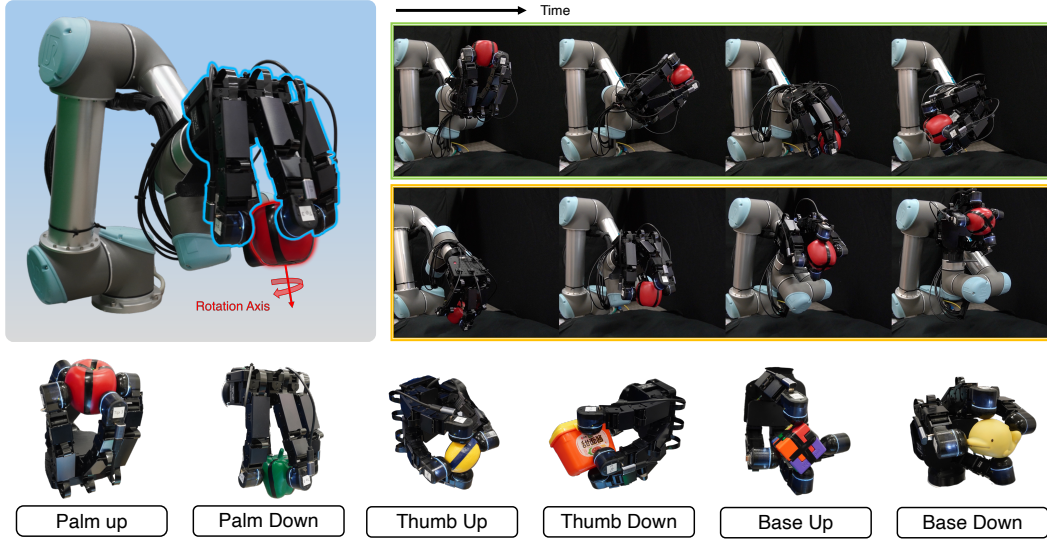 Time
Rotation Axis
Palm up
Palm Down
Thumb Up
Thumb Down
Base Up
Base Down